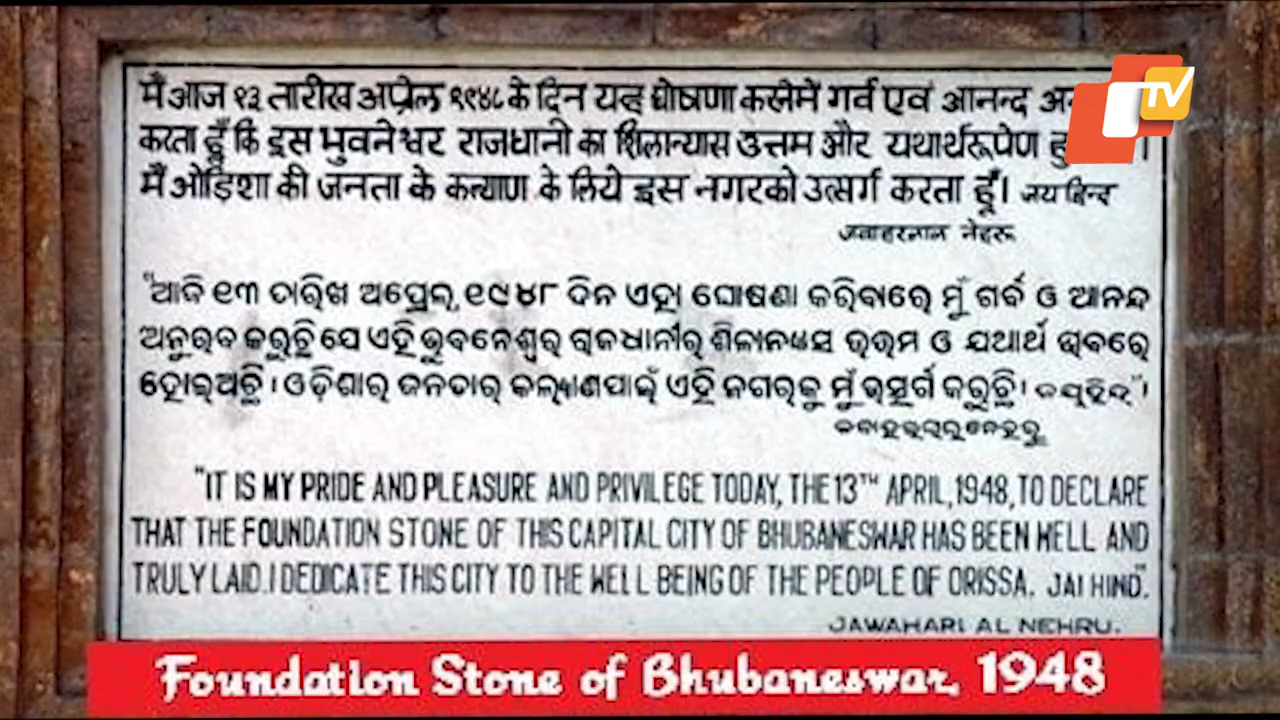 मैं आज १३ तारीख अप्रेल १९४८ के दिन यह घोषणा करनेमें गर्व एवं आनन्द
करता हूँ कि इस भुवनेश्वर राजधानी का शिलान्यास उत्तम और यथार्थरूपेण
मैं ओड़िशा की जनता के कल्याण के लिये इस नगरको उत्सर्ग करता हूँ। जय हिन्द
जवाहरलाल नेहरू
"ଆଜି ୧୩ ତାରିଖ ଅପ୍ରେଲ୍ ୧୯୪୮ ଦିନ ଏହା ଘୋଷଣା କରିବାରେ ମୁଁ ଗର୍ବ ଓ ଆନନ୍ଦ
ଅନୁଭବ କରୁଛି ଯେ ଏହି ଭୁବନେଶ୍ୱର ରାଜଧାନୀର ଶିଳାନ୍ୟାସ ଉତ୍ତମ ଓ ଯଥାର୍ଥ ଭାବରେ
ହୋଇଅଛି। ଓଡ଼ିଶାର ଜନତାର କଲ୍ୟାଣପାଇଁ ଏହି ନଗରକୁ ମୁଁ ଉତ୍ସର୍ଗ କରୁଛି। ଜୟହିନ୍ଦ"।
ଜବାହରଲାଲ ନେହରୁ
"IT IS MY PRIDE AND PLEASURE AND PRIVILEGE TODAY, THE 13TH APRIL, 1948, TO DECLARE
THAT THE FOUNDATION STONE OF THIS CAPITAL CITY OF BHUBANESWAR HAS BEEN WELL AND
TRULY LAID. I DEDICATE THIS CITY TO THE WELL BEING OF THE PEOPLE OF ORISSA. JAI HIND".
JAWAHARLAL NEHRU.
Foundation Stone of Bhubaneswar, 1948
TV